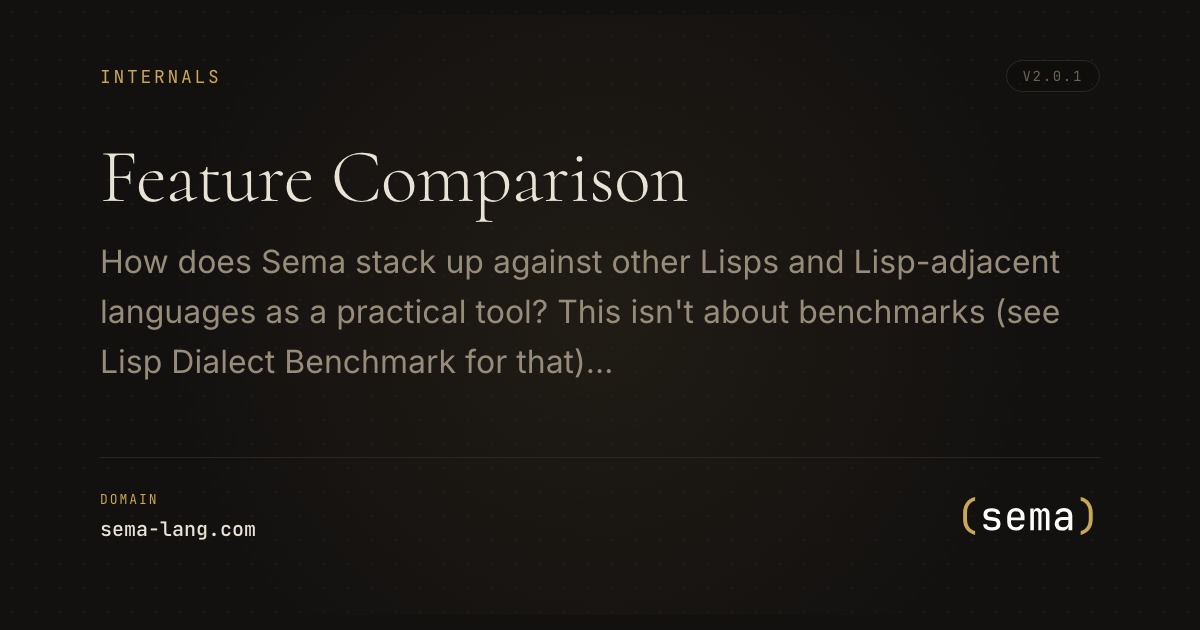 INTERNALS
V2.0.1
Feature Comparison
How does Sema stack up against other Lisps and Lisp-adjacent
languages as a practical tool? This isn't about benchmarks (see
Lisp Dialect Benchmark for that)...
DOMAIN
sema-lang.com
(sema)